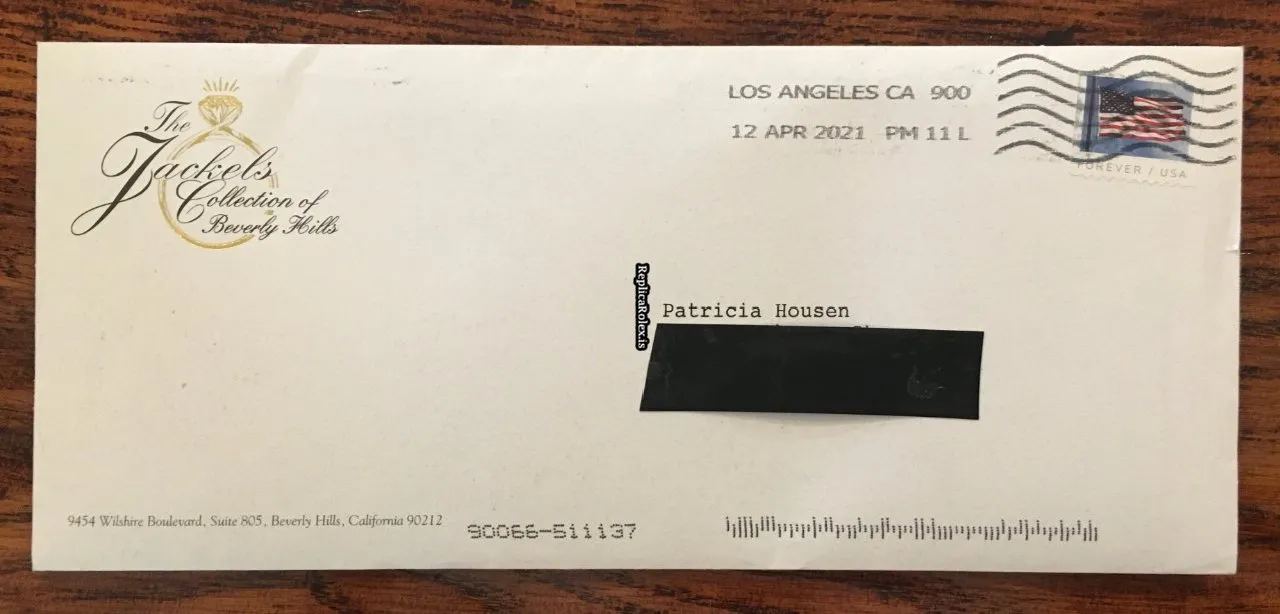 The
Jackels
Collection of
Beverly Hills
LOS ANGELES CA 900
12 APR 2021 PM 11 L
FOREVER / USA
ReplicaRolex.is
Patricia Housen
9454 Wilshire Boulevard, Suite 805, Beverly Hills, California 90212
90066-511137